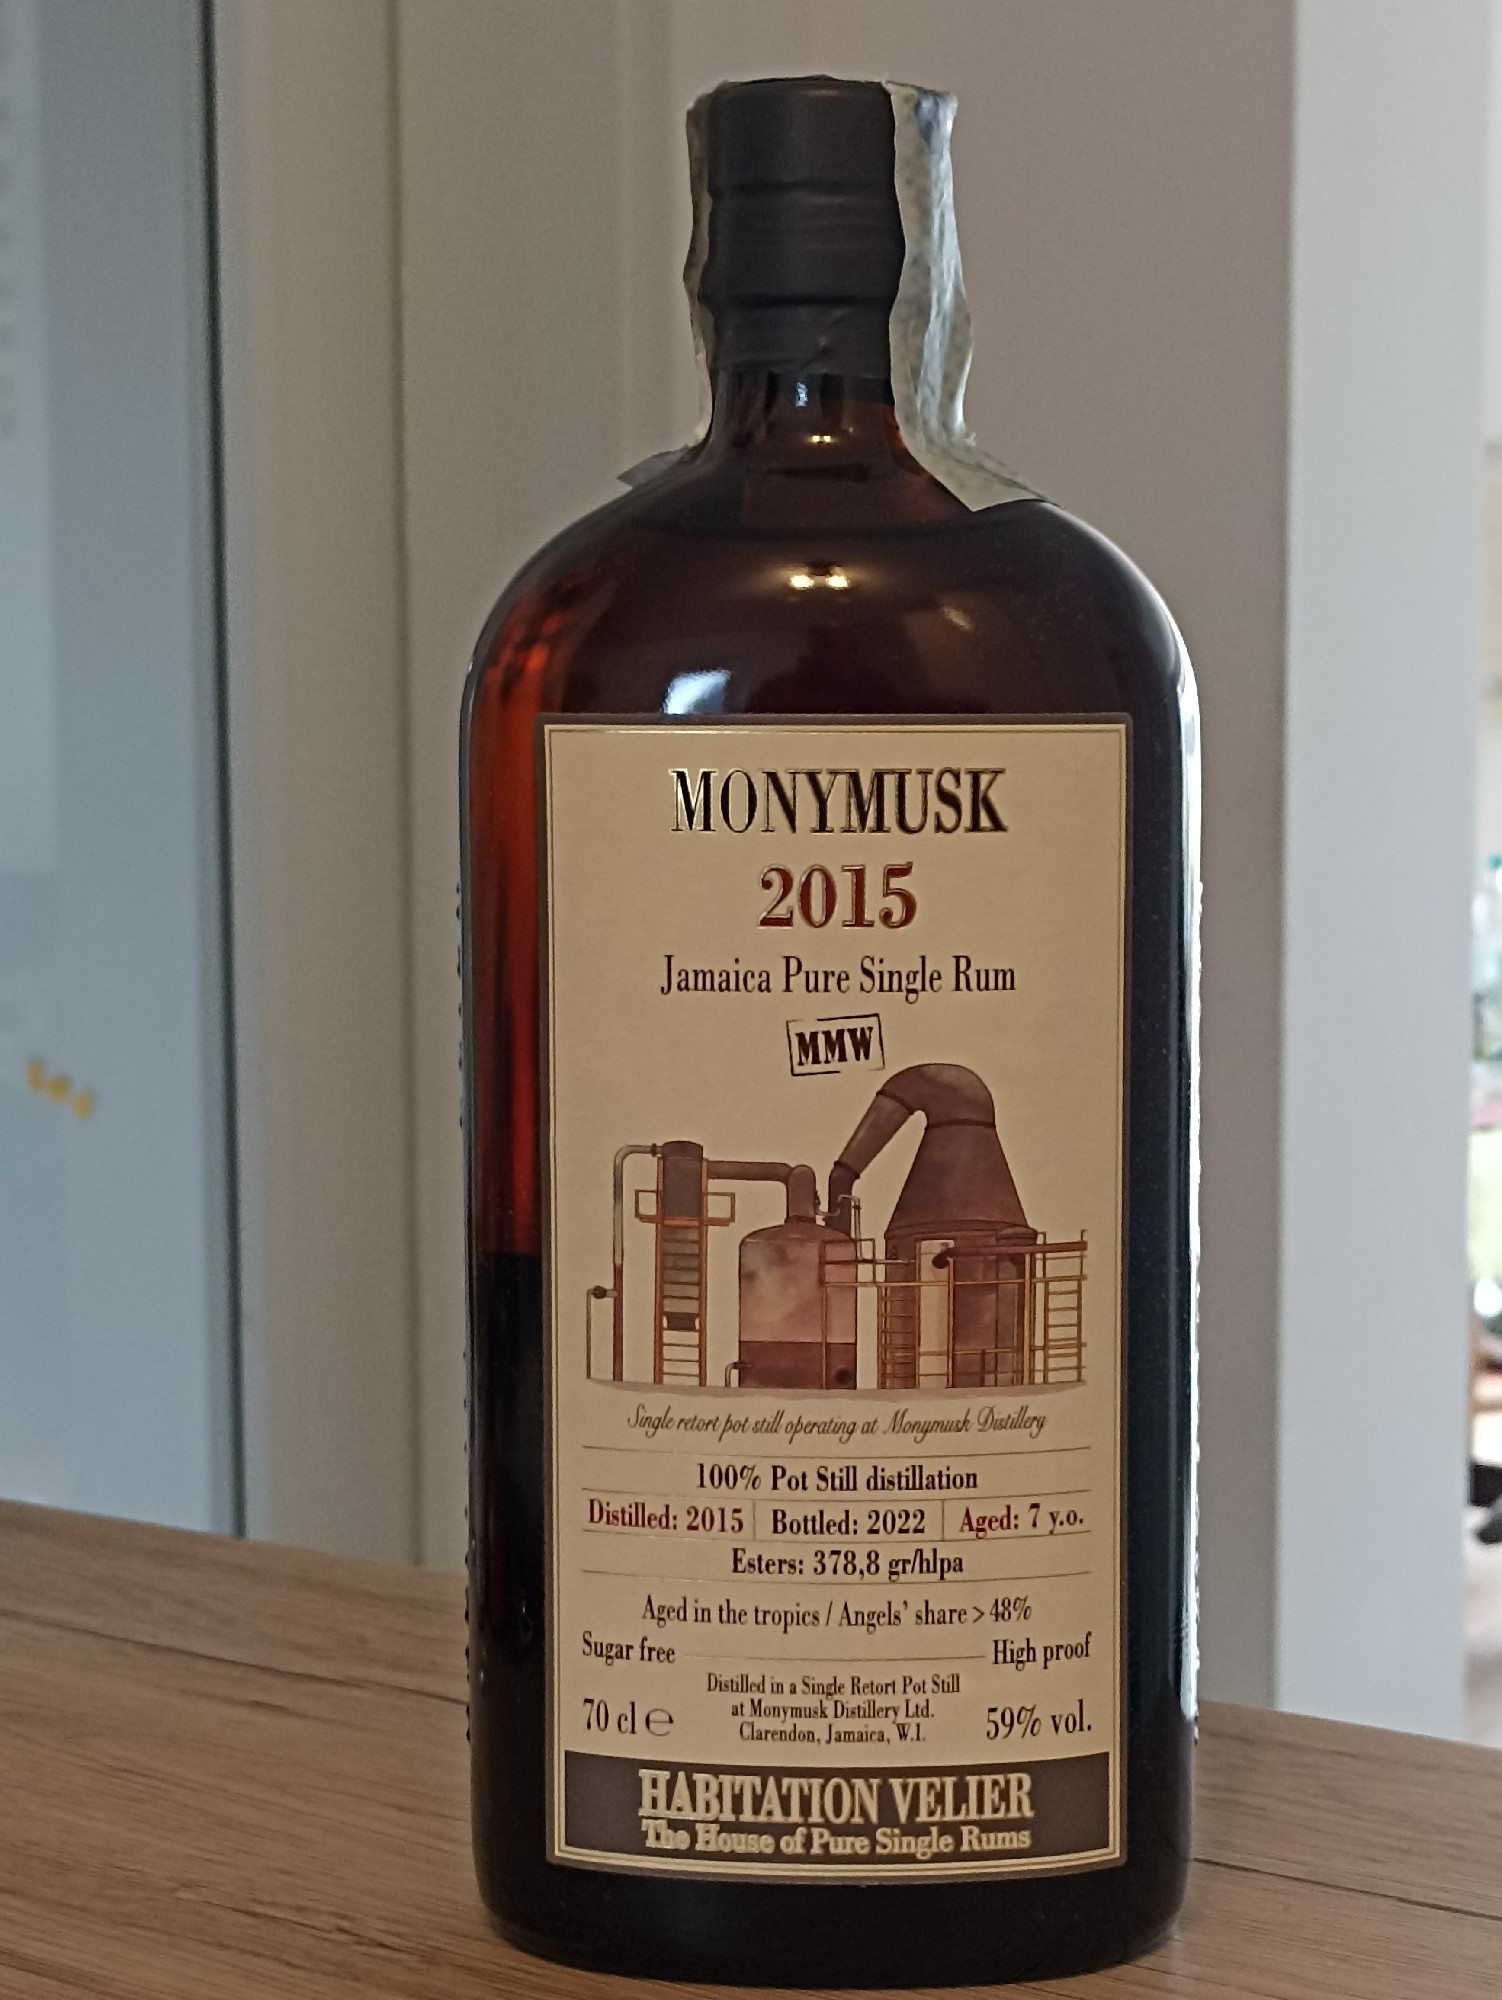 MONYMUSK
2015
Jamaica Pure Single Rum
MMW
Single retort pot still operating at Monymusk Distillery
100% Pot Still distillation
Distilled: 2015 Bottled: 2022 Aged: 7 y.o.
Esters: 378,8 gr/hlpa
Aged in the tropics / Angels' share > 48%
Sugar free High proof
Distilled in a Single Retort Pot Still
at Monymusk Distillery Ltd.
Clarendon, Jamaica, W.I.
70 cl ℮ 59% vol.
HABITATION VELIER
The House of Pure Single Rums